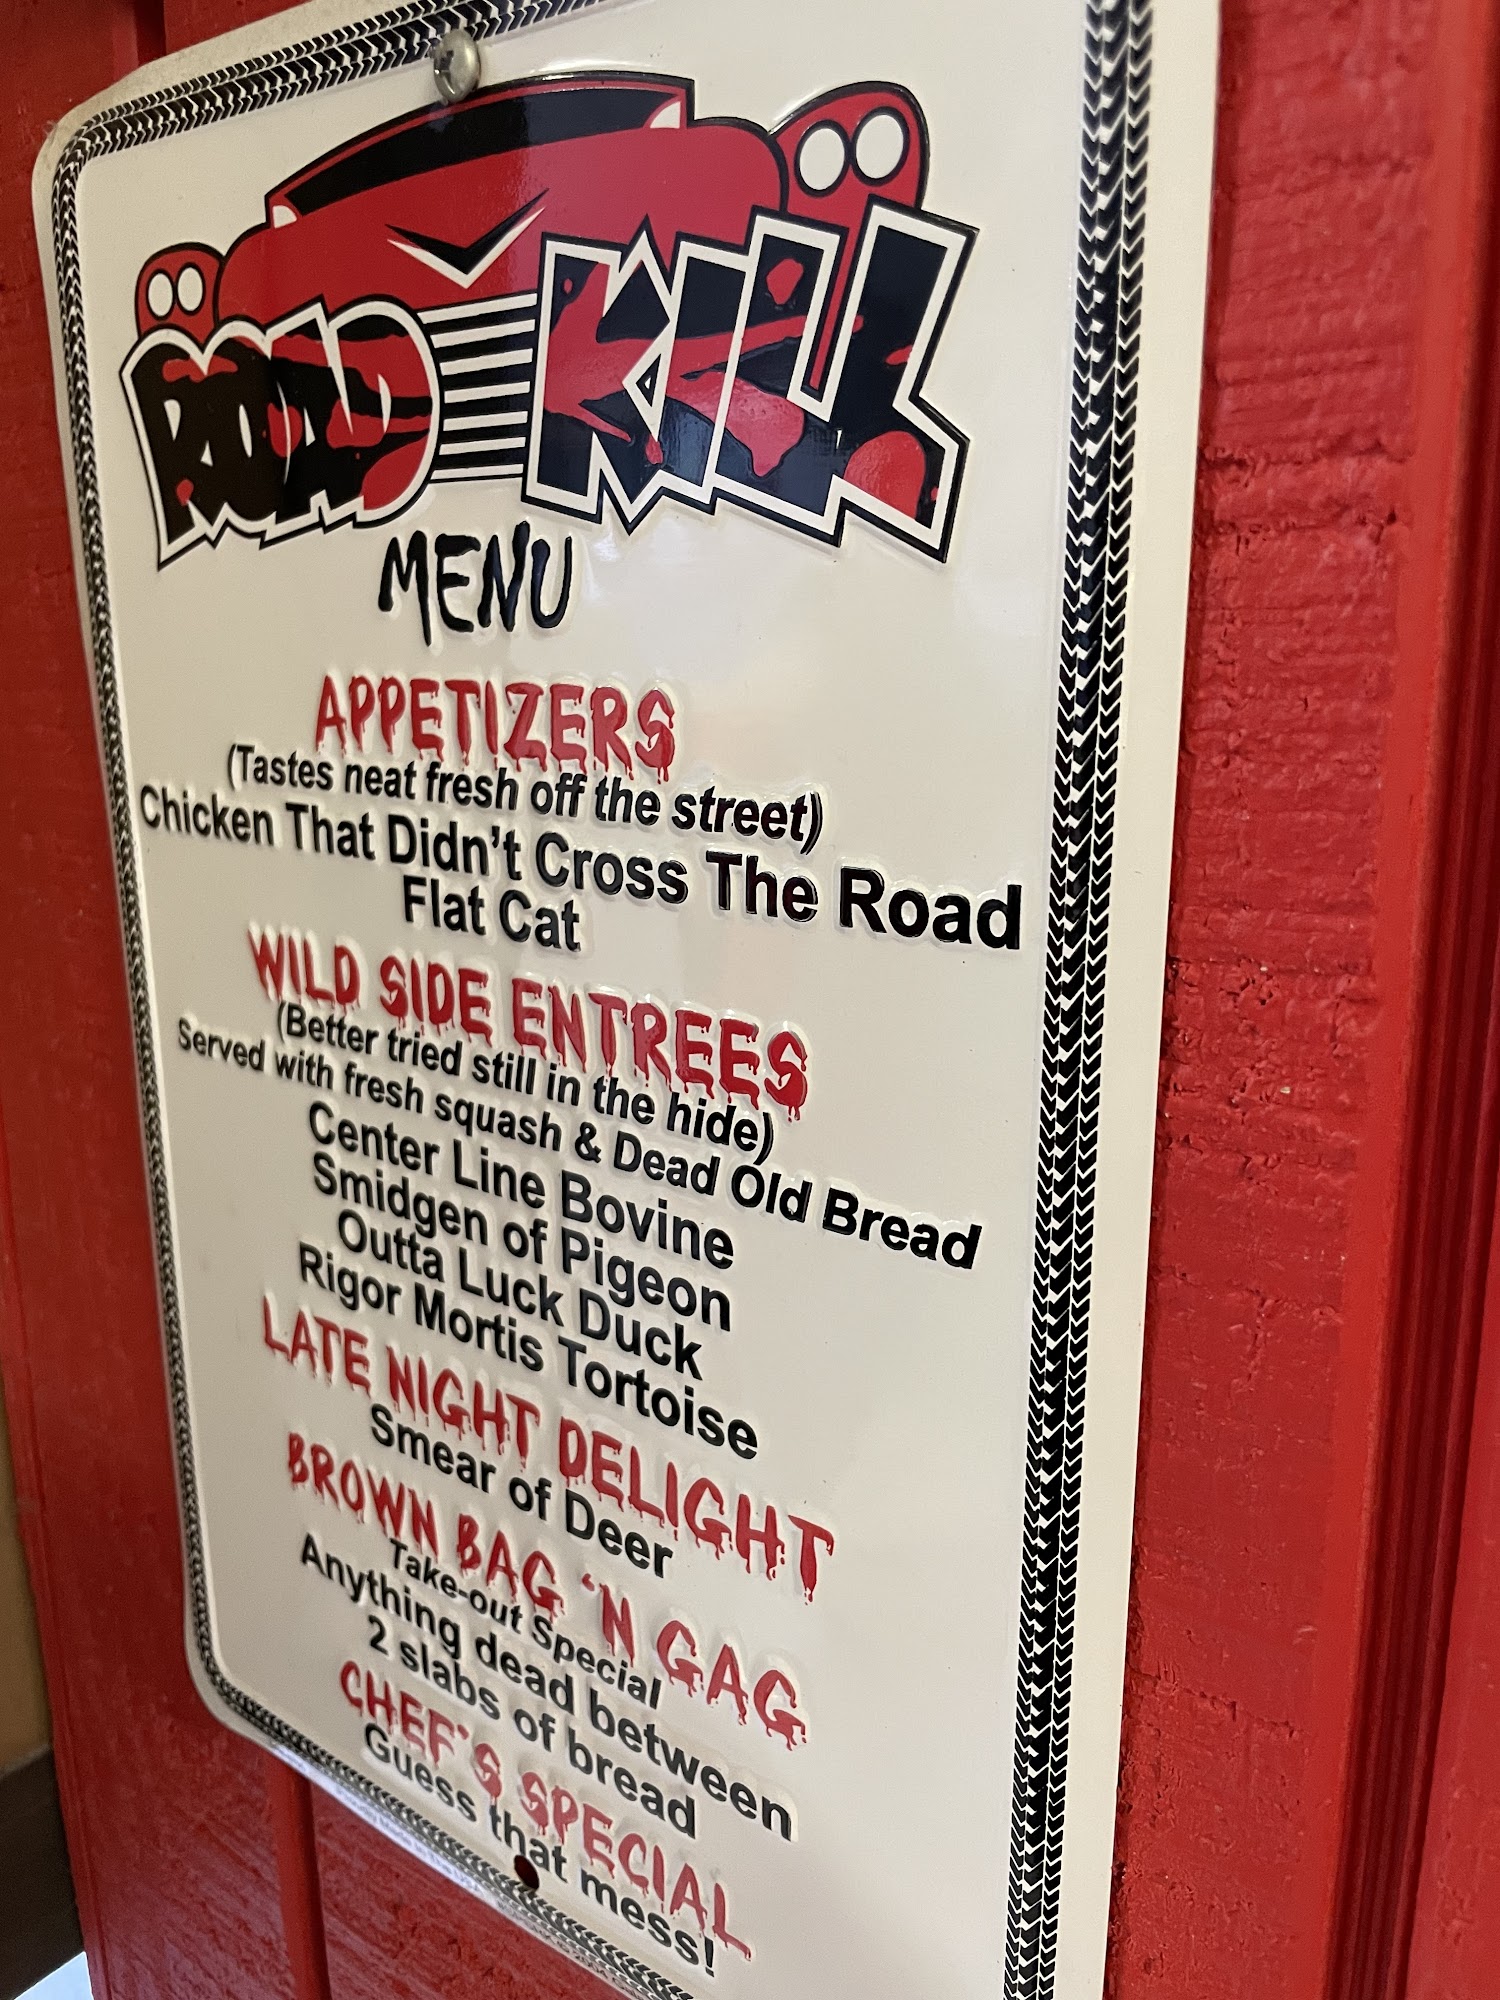 ROAD KILL
MENU
APPETIZERS
(Tastes neat fresh off the street)
Chicken That Didn't Cross The Road
Flat Cat
WILD SIDE ENTREES
(Better tried still in the hide)
Served with fresh squash & Dead Old Bread
Center Line Bovine
Smidgen of Pigeon
Outta Luck Duck
Rigor Mortis Tortoise
LATE NIGHT DELIGHT
Smear of Deer
BROWN BAG 'N GAG
Take-out Special
Anything dead between
2 slabs of bread
CHEF'S SPECIAL
Guess that mess!